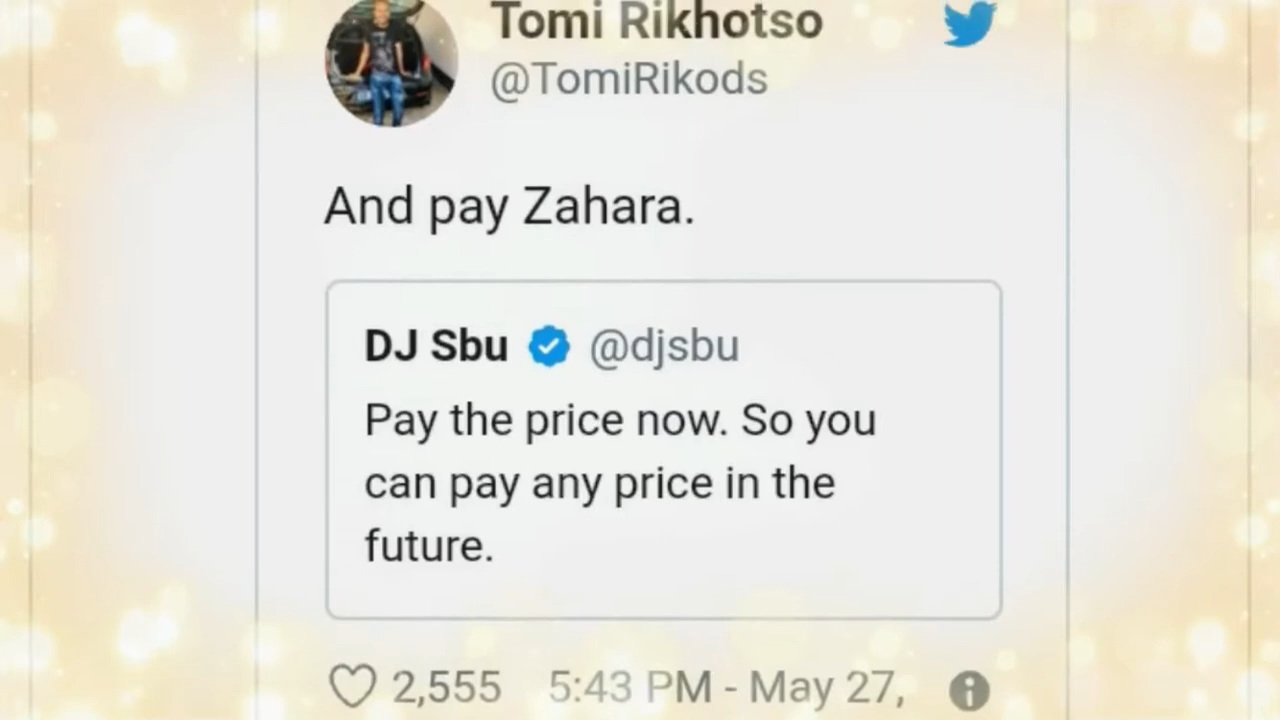 Tomi Rikhotso
@TomiRikods
And pay Zahara.
DJ Sbu @djsbu
Pay the price now. So you
can pay any price in the
future.
2,555 5:43 PM - May 27,